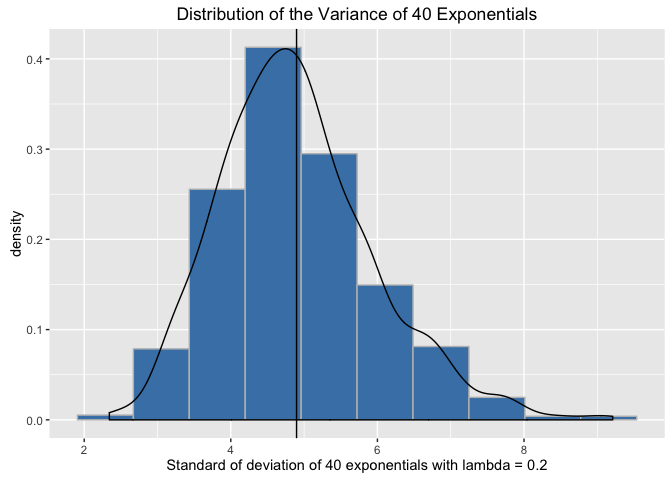 Distribution of the Variance of 40 Exponentials
density
0.4
0.3
0.2
0.1
0.0
2 4 6 8
Standard of deviation of 40 exponentials with lambda = 0.2